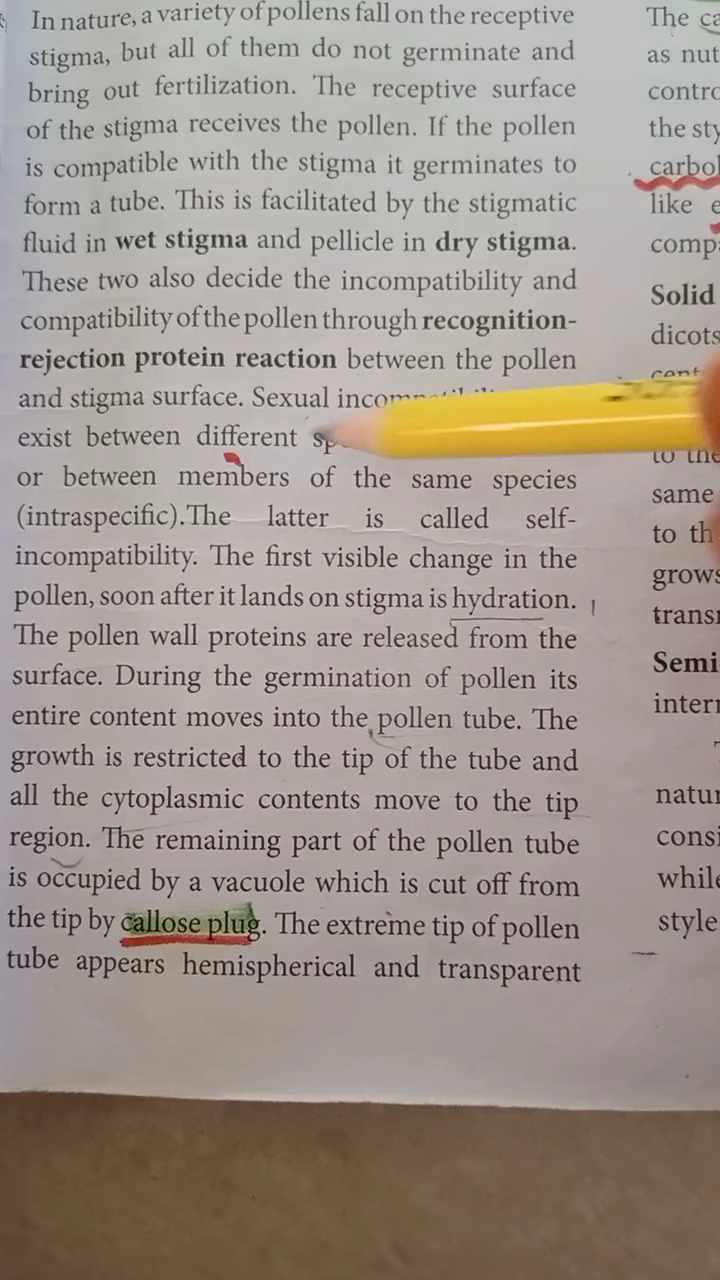 In nature, a variety of pollens fall on the receptive
stigma, but all of them do not germinate and
bring out fertilization. The receptive surface
of the stigma receives the pollen. If the pollen
is compatible with the stigma it germinates to
form a tube. This is facilitated by the stigmatic
fluid in wet stigma and pellicle in dry stigma.
These two also decide the incompatibility and
compatibility of the pollen through recognition-
rejection protein reaction between the pollen
and stigma surface. Sexual
exist between different
or between members of the same species
(intraspecific).The latter is called self-
incompatibility. The first visible change in the
pollen, soon after it lands on stigma is hydration.
The pollen wall proteins are released from the
surface. During the germination of pollen its
entire content moves into the pollen tube. The
growth is restricted to the tip of the tube and
all the cytoplasmic contents move to the tip
region. The remaining part of the pollen tube
is occupied by a vacuole which is cut off from
the tip by callose plug. The extreme tip of pollen
tube appears hemispherical and transparent
The
as
the
like
Solid
dicots
to the
same
to
grows
Semi
style